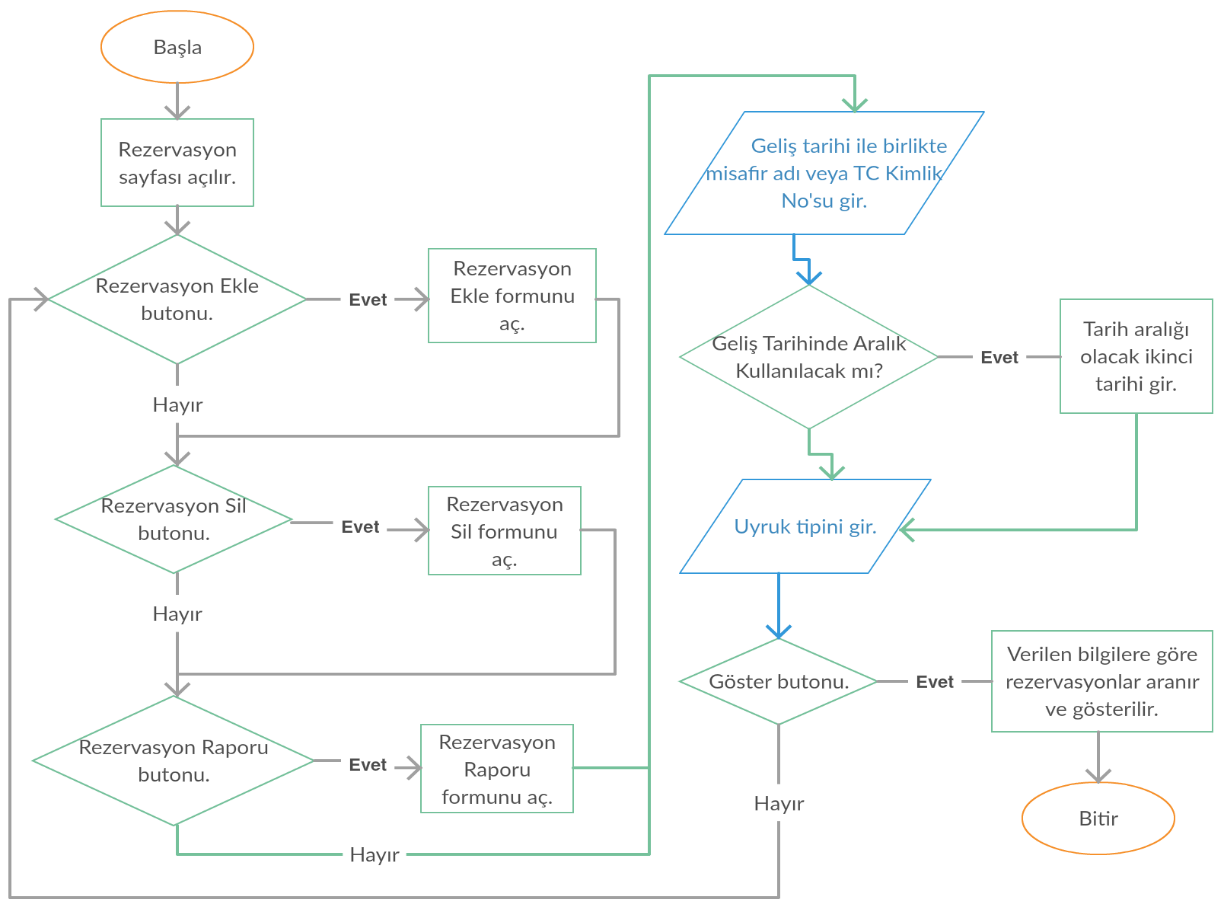 Başla
Rezervasyon
sayfası açılır.
Rezervasyon Ekle
butonu.
Evet
Rezervasyon
Ekle formunu
aç.
Hayır
Rezervasyon Sil
butonu.
Evet
Rezervasyon
Sil formunu
aç.
Hayır
Rezervasyon Raporu
butonu.
Evet
Rezervasyon
Raporu
formunu aç.
Hayır
Geliş tarihi ile birlikte
misafir adı veya TC Kimlik
No'su gir.
Geliş Tarihinde Aralık
Kullanılacak mı?
Evet
Tarih aralığı
olacak ikinci
tarihi gir.
Uyruk tipini gir.
Göster butonu.
Evet
Verilen bilgilere göre
rezervasyonlar aranır
ve gösterilir.
Hayır
Bitir